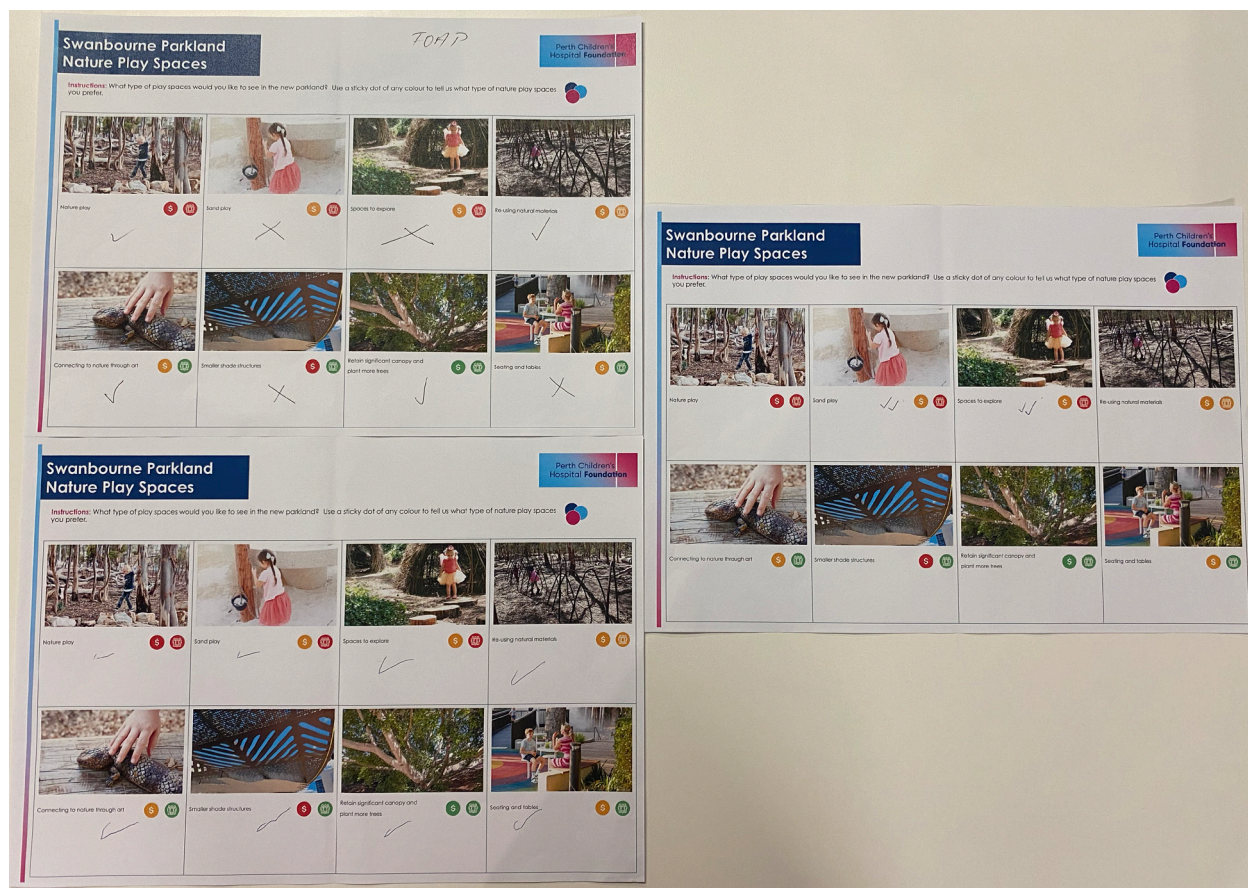 Swanbourne Parkland
Nature Play Spaces
FOAP
Perth Children's
Hospital Foundation
Instructions: What type of play spaces would you like to see in the new parkland? Use a sticky dot of any colour to tell us what type of nature play spaces
you prefer.
Nature play
Sand play
Spaces to explore
Re-using natural materials
Connecting to nature through art
Smaller shade structures
Retain significant canopy and
plant more trees
Seating and tables
Swanbourne Parkland
Nature Play Spaces
Perth Children's
Hospital Foundation
Instructions: What type of play spaces would you like to see in the new parkland? Use a sticky dot of any colour to tell us what type of nature play spaces
you prefer.
Nature play
Sand play
Spaces to explore
Re-using natural materials
Connecting to nature through art
Smaller shade structures
Retain significant canopy and
plant more trees
Seating and tables
Swanbourne Parkland
Nature Play Spaces
Perth Children's
Hospital Foundation
Instructions: What type of play spaces would you like to see in the new parkland? Use a sticky dot of any colour to tell us what type of nature play spaces
you prefer.
Nature play
Sand play
Spaces to explore
Re-using natural materials
Connecting to nature through art
Smaller shade structures
Retain significant canopy and
plant more trees
Seating and tables